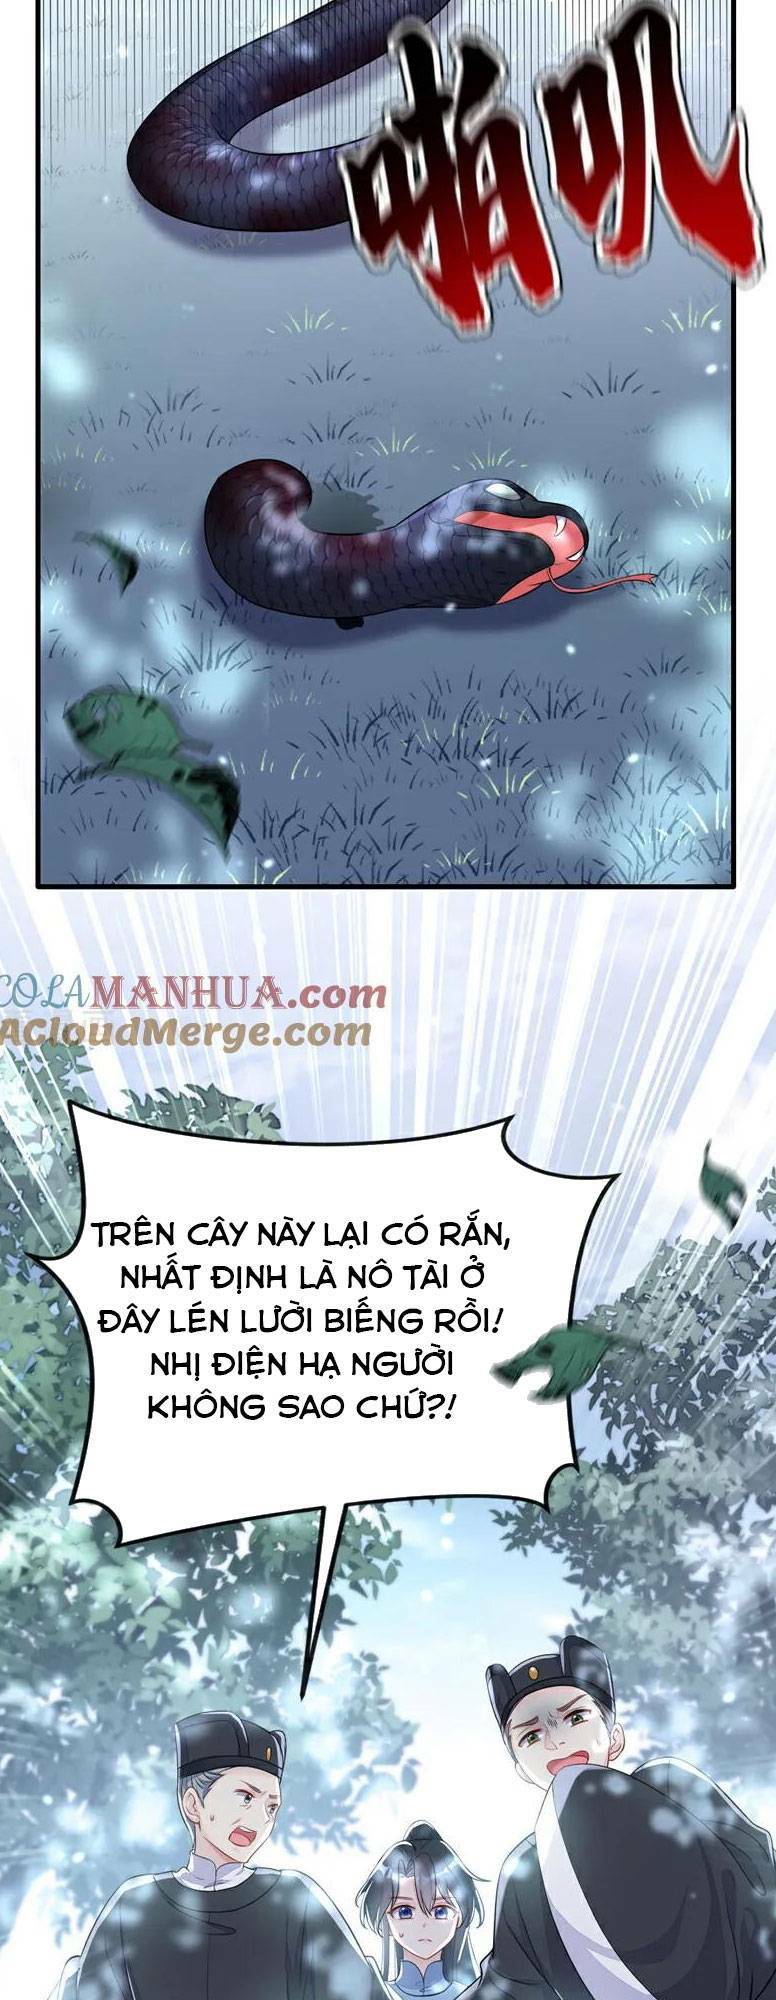 啪叽
COLAMANHUA.com
ACloudMerge.com
TRÊN CÂY NÀY LẠI CÓ RẮN,
NHẤT ĐỊNH LÀ NÔ TÀI Ở
ĐÂY LÉN LƯỜI BIẾNG RỒI!
NHỊ ĐIỆN HẠ NGƯỜI
KHÔNG SAO CHỨ?!